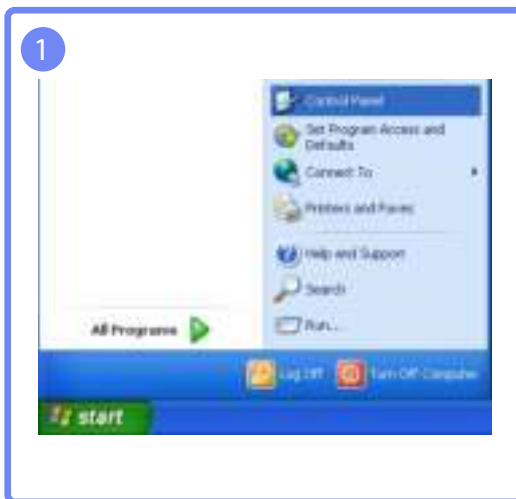 1
Control Panel
Set Program Access and
Defaults
Connect To
Printers and Faxes
Help and Support
Search
All Programs
Run...
Log Off
Turn Off Computer
start